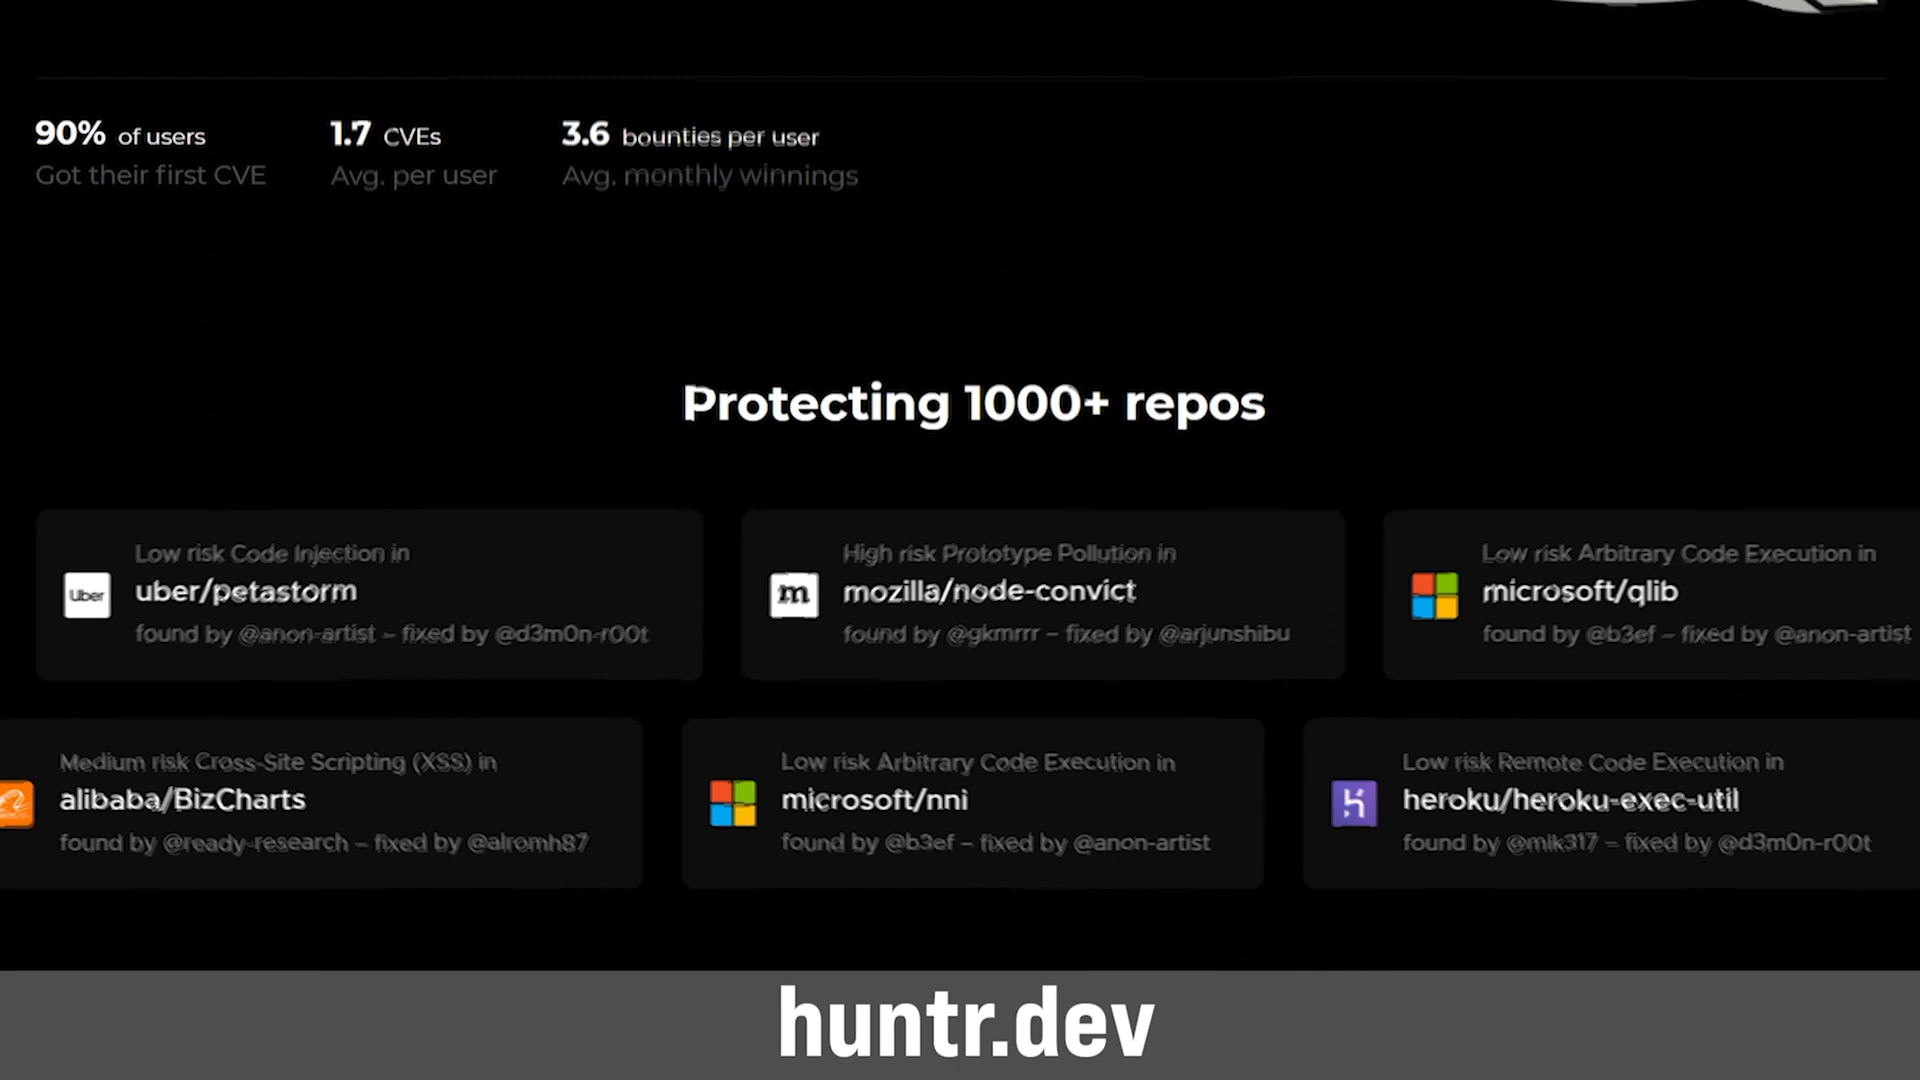 90% of users
Got their first CVE
1.7 CVEs
Avg. per user
3.6 bounties per user
Avg. monthly winnings
Protecting 1000+ repos
Low risk Code Injection in
Uber
uber/petastorm
found by @anon-artist – fixed by @d3m0n-r00t
High risk Prototype Pollution in
m
mozilla/node-convict
found by @gkmrrr – fixed by @arjunshibu
Low risk Arbitrary Code Execution in
microsoft/qlib
found by @b3ef – fixed by @anon-artist
Medium risk Cross-Site Scripting (XSS) in
alibaba/BizCharts
found by @ready-research – fixed by @alromh87
Low risk Arbitrary Code Execution in
microsoft/nni
found by @b3ef – fixed by @anon-artist
Low risk Remote Code Execution in
heroku/heroku-exec-util
found by @mik317 – fixed by @d3m0n-r00t
huntr.dev